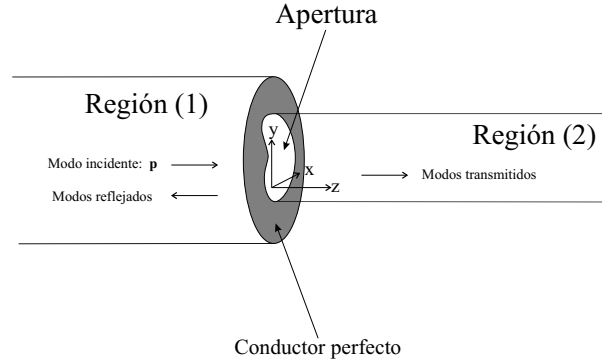 Apertura
Región (1)
Región (2)
y
Modo incidente: p
x
Modos transmitidos
Modos reflejados
z
Conductor perfecto